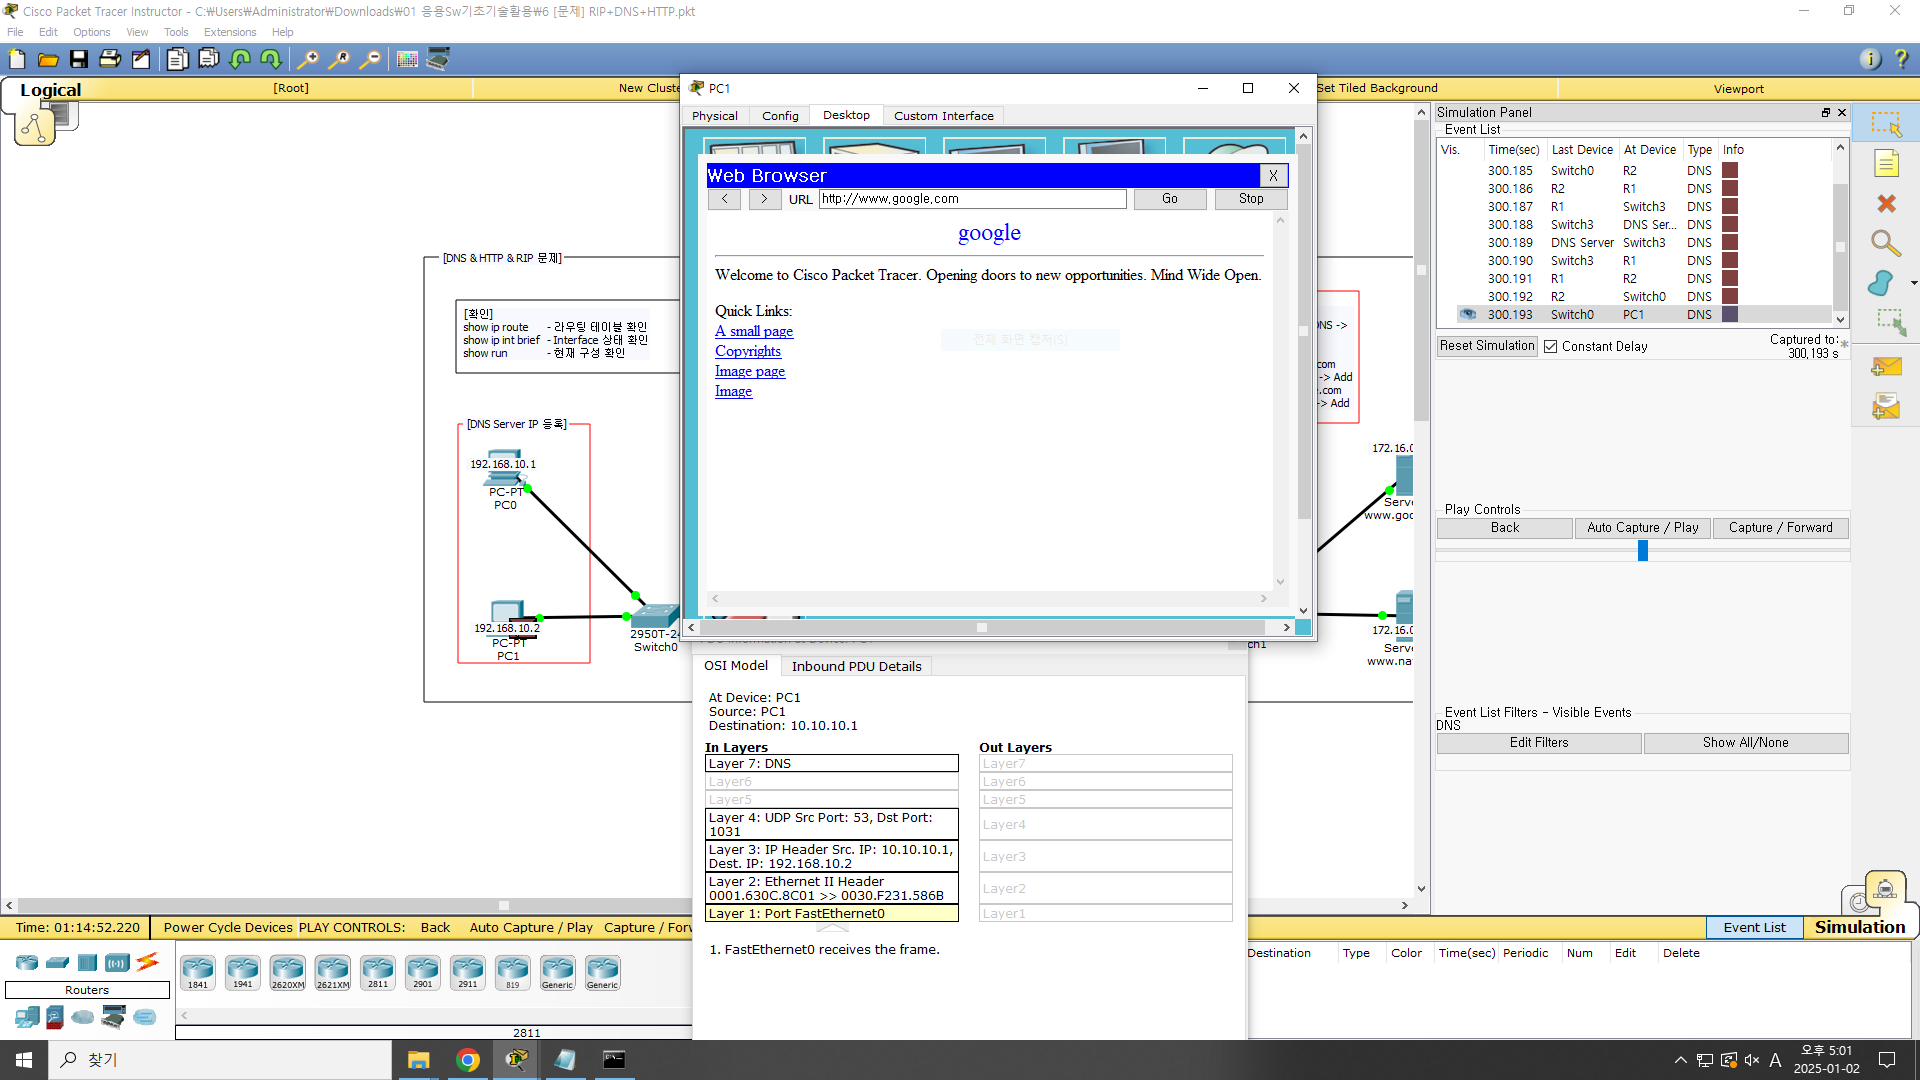 Cisco Packet Tracer Instructor - C:₩Users₩Administrator₩Downloads₩01 응용Sw기초기술활용₩6 [문제] RIP+DNS+HTTP.pkt
File Edit Options View Tools Extensions Help
Logical [Root] New Cluste Set Tiled Background Viewport
PC1
Physical Config Desktop Custom Interface
Web Browser X
< > URL http://www.google.com Go Stop
google
Welcome to Cisco Packet Tracer. Opening doors to new opportunities. Mind Wide Open.
Quick Links:
A small page
Copyrights
Image page
Image
전체 화면 캡처(S)
[DNS & HTTP & RIP 문제]
[확인]
show ip route - 라우팅 테이블 확인
show ip int brief - Interface 상태 확인
show run - 현재 구성 확인
[DNS Server IP 등록]
192.168.10.1
PC-PT
PC0
192.168.10.2
PC-PT
PC1
2950T-24
Switch0
DNS ->
com
-> Add
e.com
-> Add
172.16.0
Serve
www.goo
172.16.0
Serve
www.na
ch1
Simulation Panel
Event List
Vis. Time(sec) Last Device At Device Type Info
300.185 Switch0 R2 DNS
300.186 R2 R1 DNS
300.187 R1 Switch3 DNS
300.188 Switch3 DNS Ser... DNS
300.189 DNS Server Switch3 DNS
300.190 Switch3 R1 DNS
300.191 R1 R2 DNS
300.192 R2 Switch0 DNS
300.193 Switch0 PC1 DNS
Reset Simulation Constant Delay Captured to: *
300.193 s
Play Controls
Back Auto Capture / Play Capture / Forward
Event List Filters - Visible Events
DNS
Edit Filters Show All/None
OSI Model Inbound PDU Details
At Device: PC1
Source: PC1
Destination: 10.10.10.1
In Layers Out Layers
Layer 7: DNS Layer7
Layer6 Layer6
Layer5 Layer5
Layer 4: UDP Src Port: 53, Dst Port: 1031 Layer4
Layer 3: IP Header Src. IP: 10.10.10.1, Dest. IP: 192.168.10.2 Layer3
Layer 2: Ethernet II Header 0001.630C.8C01 >> 0030.F231.586B Layer2
Layer 1: Port FastEthernet0 Layer1
1. FastEthernet0 receives the frame.
Time: 01:14:52.220 Power Cycle Devices PLAY CONTROLS: Back Auto Capture / Play Capture / Forw Event List Simulation
Destination Type Color Time(sec) Periodic Num Edit Delete
Routers
1841 1941 2620XM 2621XM 2811 2901 2911 819 Generic Generic
2811
찾기
A 오후 5:01
2025-01-02